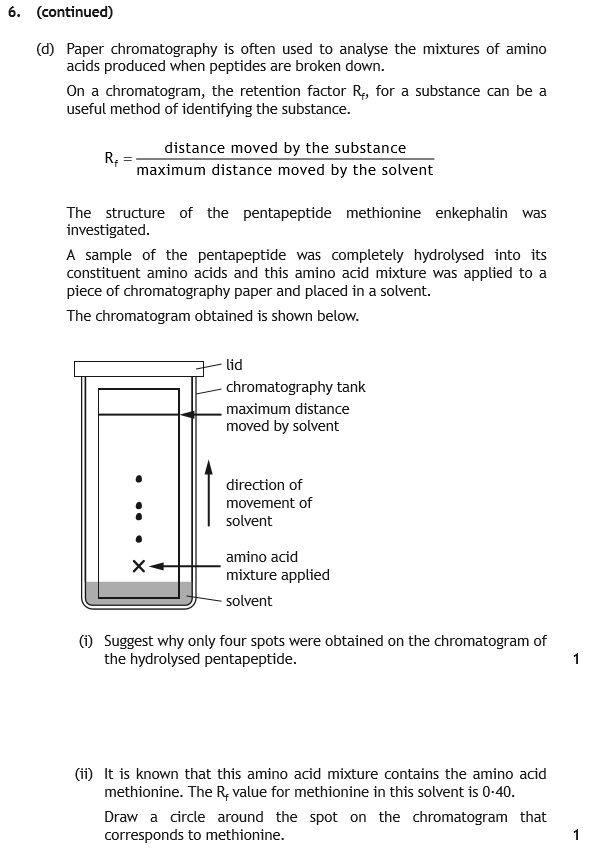 6. (continued)
(d) Paper chromatography is often used to analyse the mixtures of amino
acids produced when peptides are broken down.
On a chromatogram, the retention factor Rf, for a substance can be a
useful method of identifying the substance.
distance moved by the substance
Rf =
maximum distance moved by the solvent
The structure of the pentapeptide methionine enkephalin was
investigated.
A sample of the pentapeptide was completely hydrolysed into its
constituent amino acids and this amino acid mixture was applied to a
piece of chromatography paper and placed in a solvent.
The chromatogram obtained is shown below.
lid
chromatography tank
maximum distance
moved by solvent
direction of
movement of
solvent
amino acid
mixture applied
solvent
(i) Suggest why only four spots were obtained on the chromatogram of
the hydrolysed pentapeptide. 1
(ii) It is known that this amino acid mixture contains the amino acid
methionine. The Rf value for methionine in this solvent is 0·40.
Draw a circle around the spot on the chromatogram that
corresponds to methionine. 1